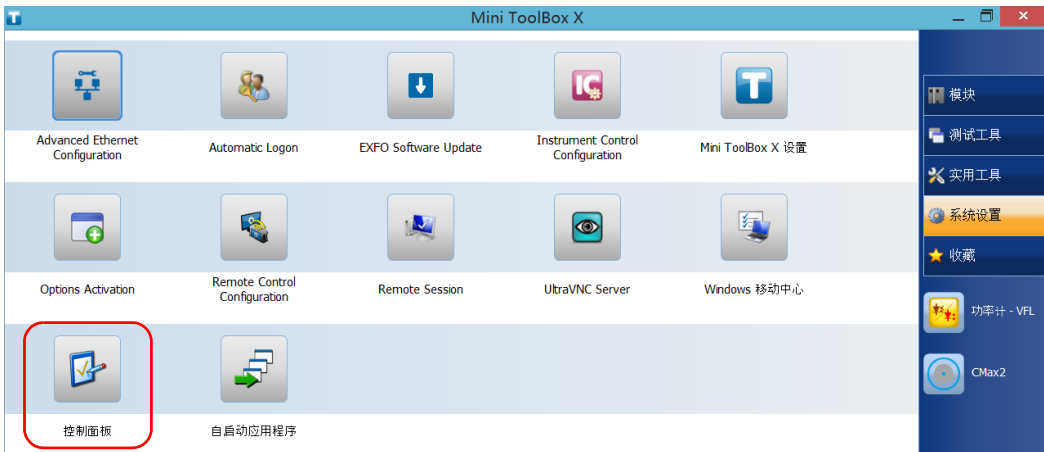 Mini ToolBox X
Advanced Ethernet
Configuration
Automatic Logon
EXFO Software Update
Instrument Control
Configuration
Mini ToolBox X 设置
Options Activation
Remote Control
Configuration
Remote Session
UltraVNC Server
Windows 移动中心
控制面板
自启动应用程序
模块
测试工具
实用工具
系统设置
收藏
功率计 - VFL
CMax2